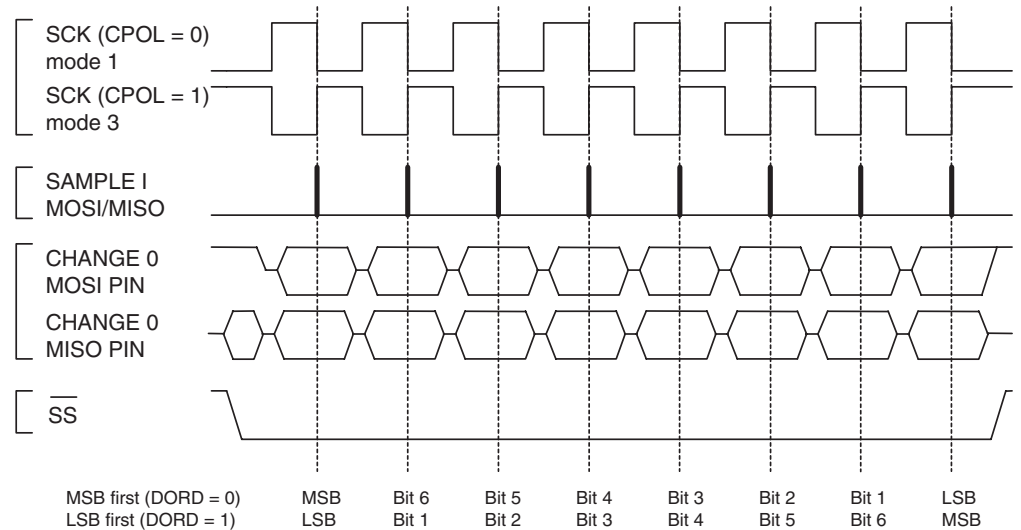 SCK (CPOL = 0)
mode 1
SCK (CPOL = 1)
mode 3
SAMPLE I
MOSI/MISO
CHANGE 0
MOSI PIN
CHANGE 0
MISO PIN
SS
MSB first (DORD = 0) MSB Bit 6 Bit 5 Bit 4 Bit 3 Bit 2 Bit 1 LSB
LSB first (DORD = 1) LSB Bit 1 Bit 2 Bit 3 Bit 4 Bit 5 Bit 6 MSB